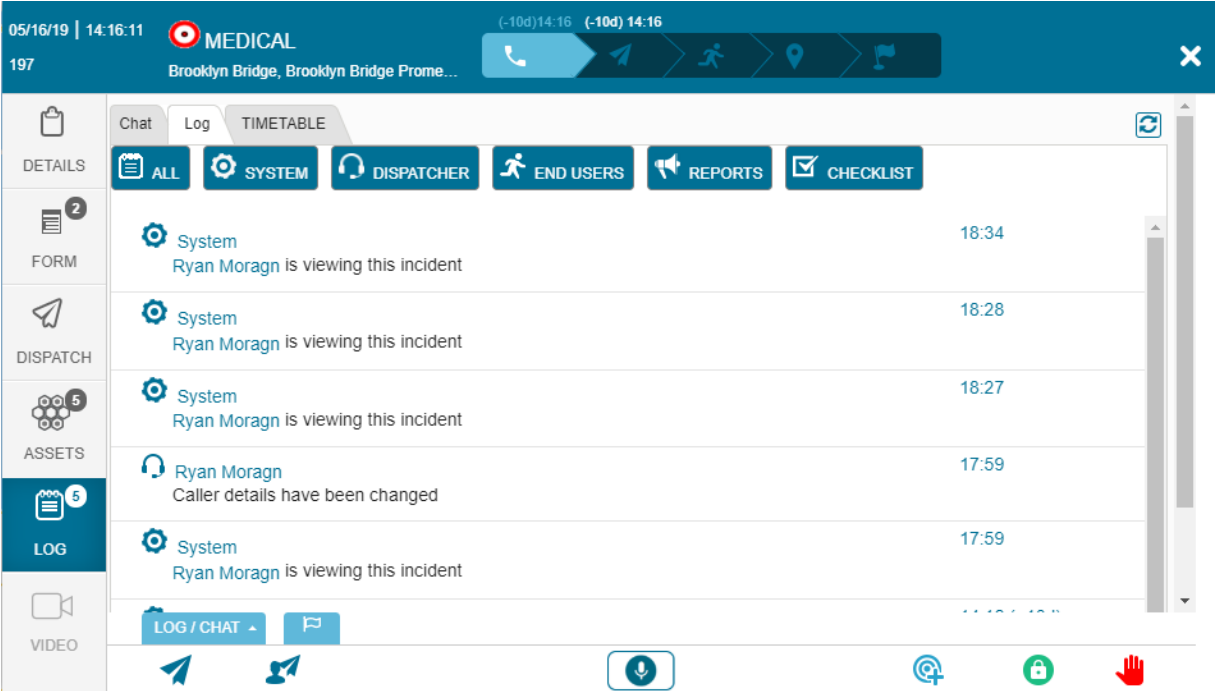 05/16/19 | 14:16:11
197
MEDICAL
Brooklyn Bridge, Brooklyn Bridge Prome...
(-10d)14:16 (-10d) 14:16
DETAILS
2
FORM
DISPATCH
5
ASSETS
5
LOG
VIDEO
Chat Log TIMETABLE
ALL SYSTEM DISPATCHER END USERS REPORTS CHECKLIST
System 18:34
Ryan Moragn is viewing this incident
System 18:28
Ryan Moragn is viewing this incident
System 18:27
Ryan Moragn is viewing this incident
Ryan Moragn 17:59
Caller details have been changed
System 17:59
Ryan Moragn is viewing this incident
LOG / CHAT